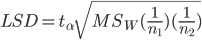 LSD = t_α √(MS_W (1/n_1)(1/n_2))